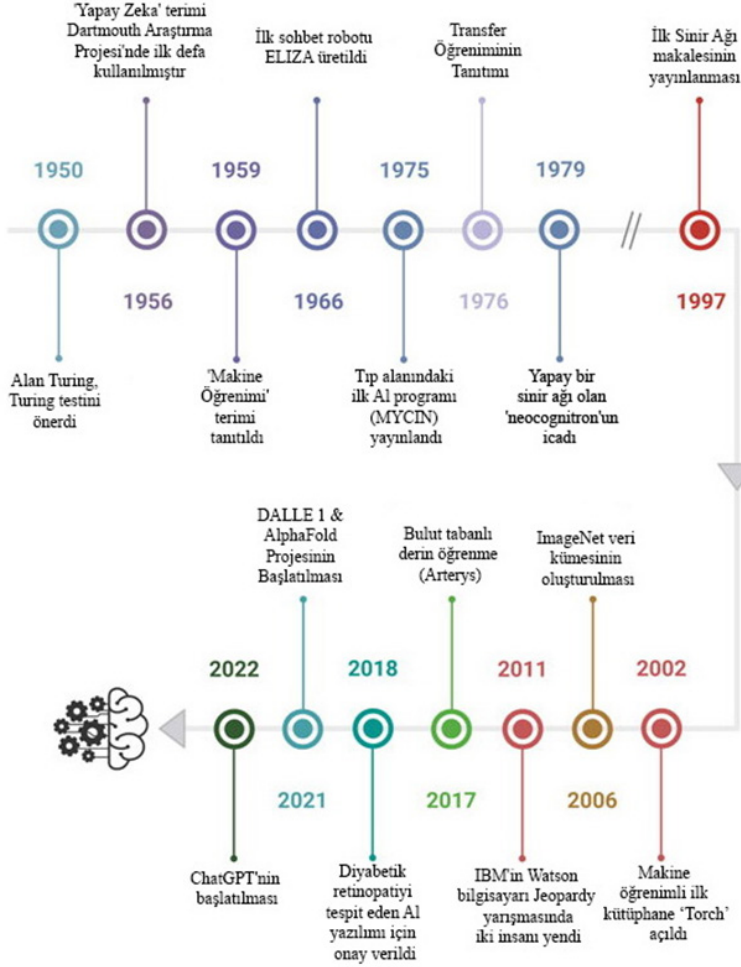 'Yapay Zeka' terimi
Dartmouth Araştırma
Projesi'nde ilk defa
kullanılmıştır
İlk sohbet robotu
ELIZA üretildi
Transfer
Öğreniminin
Tanıtımı
İlk Sinir Ağı
makalesinin
yayınlanması
1950
1959
1975
1979
1956
1966
1976
1997
Alan Turing,
Turing testini
önerdi
'Makine
Öğrenimi'
terimi
tanıtıldı
Tıp alanındaki
ilk Al programı
(MYCIN)
yayınlandı
Yapay bir
sinir ağı olan
'neocognitron'un
icadı
DALLE 1 &
AlphaFold
Projesinin
Başlatılması
Bulut tabanlı
derin öğrenme
(Arterys)
ImageNet veri
kümesinin
oluşturulması
2022
2018
2011
2002
2021
2017
2006
ChatGPT'nin
başlatılması
Diyabetik
retinopatiyi
tespit eden Al
yazılımı için
onay verildi
IBM'in Watson
bilgisayarı Jeopardy
yarışmasında
iki insanı yendi
Makine
öğrenimli ilk
kütüphane ‘Torch’
açıldı